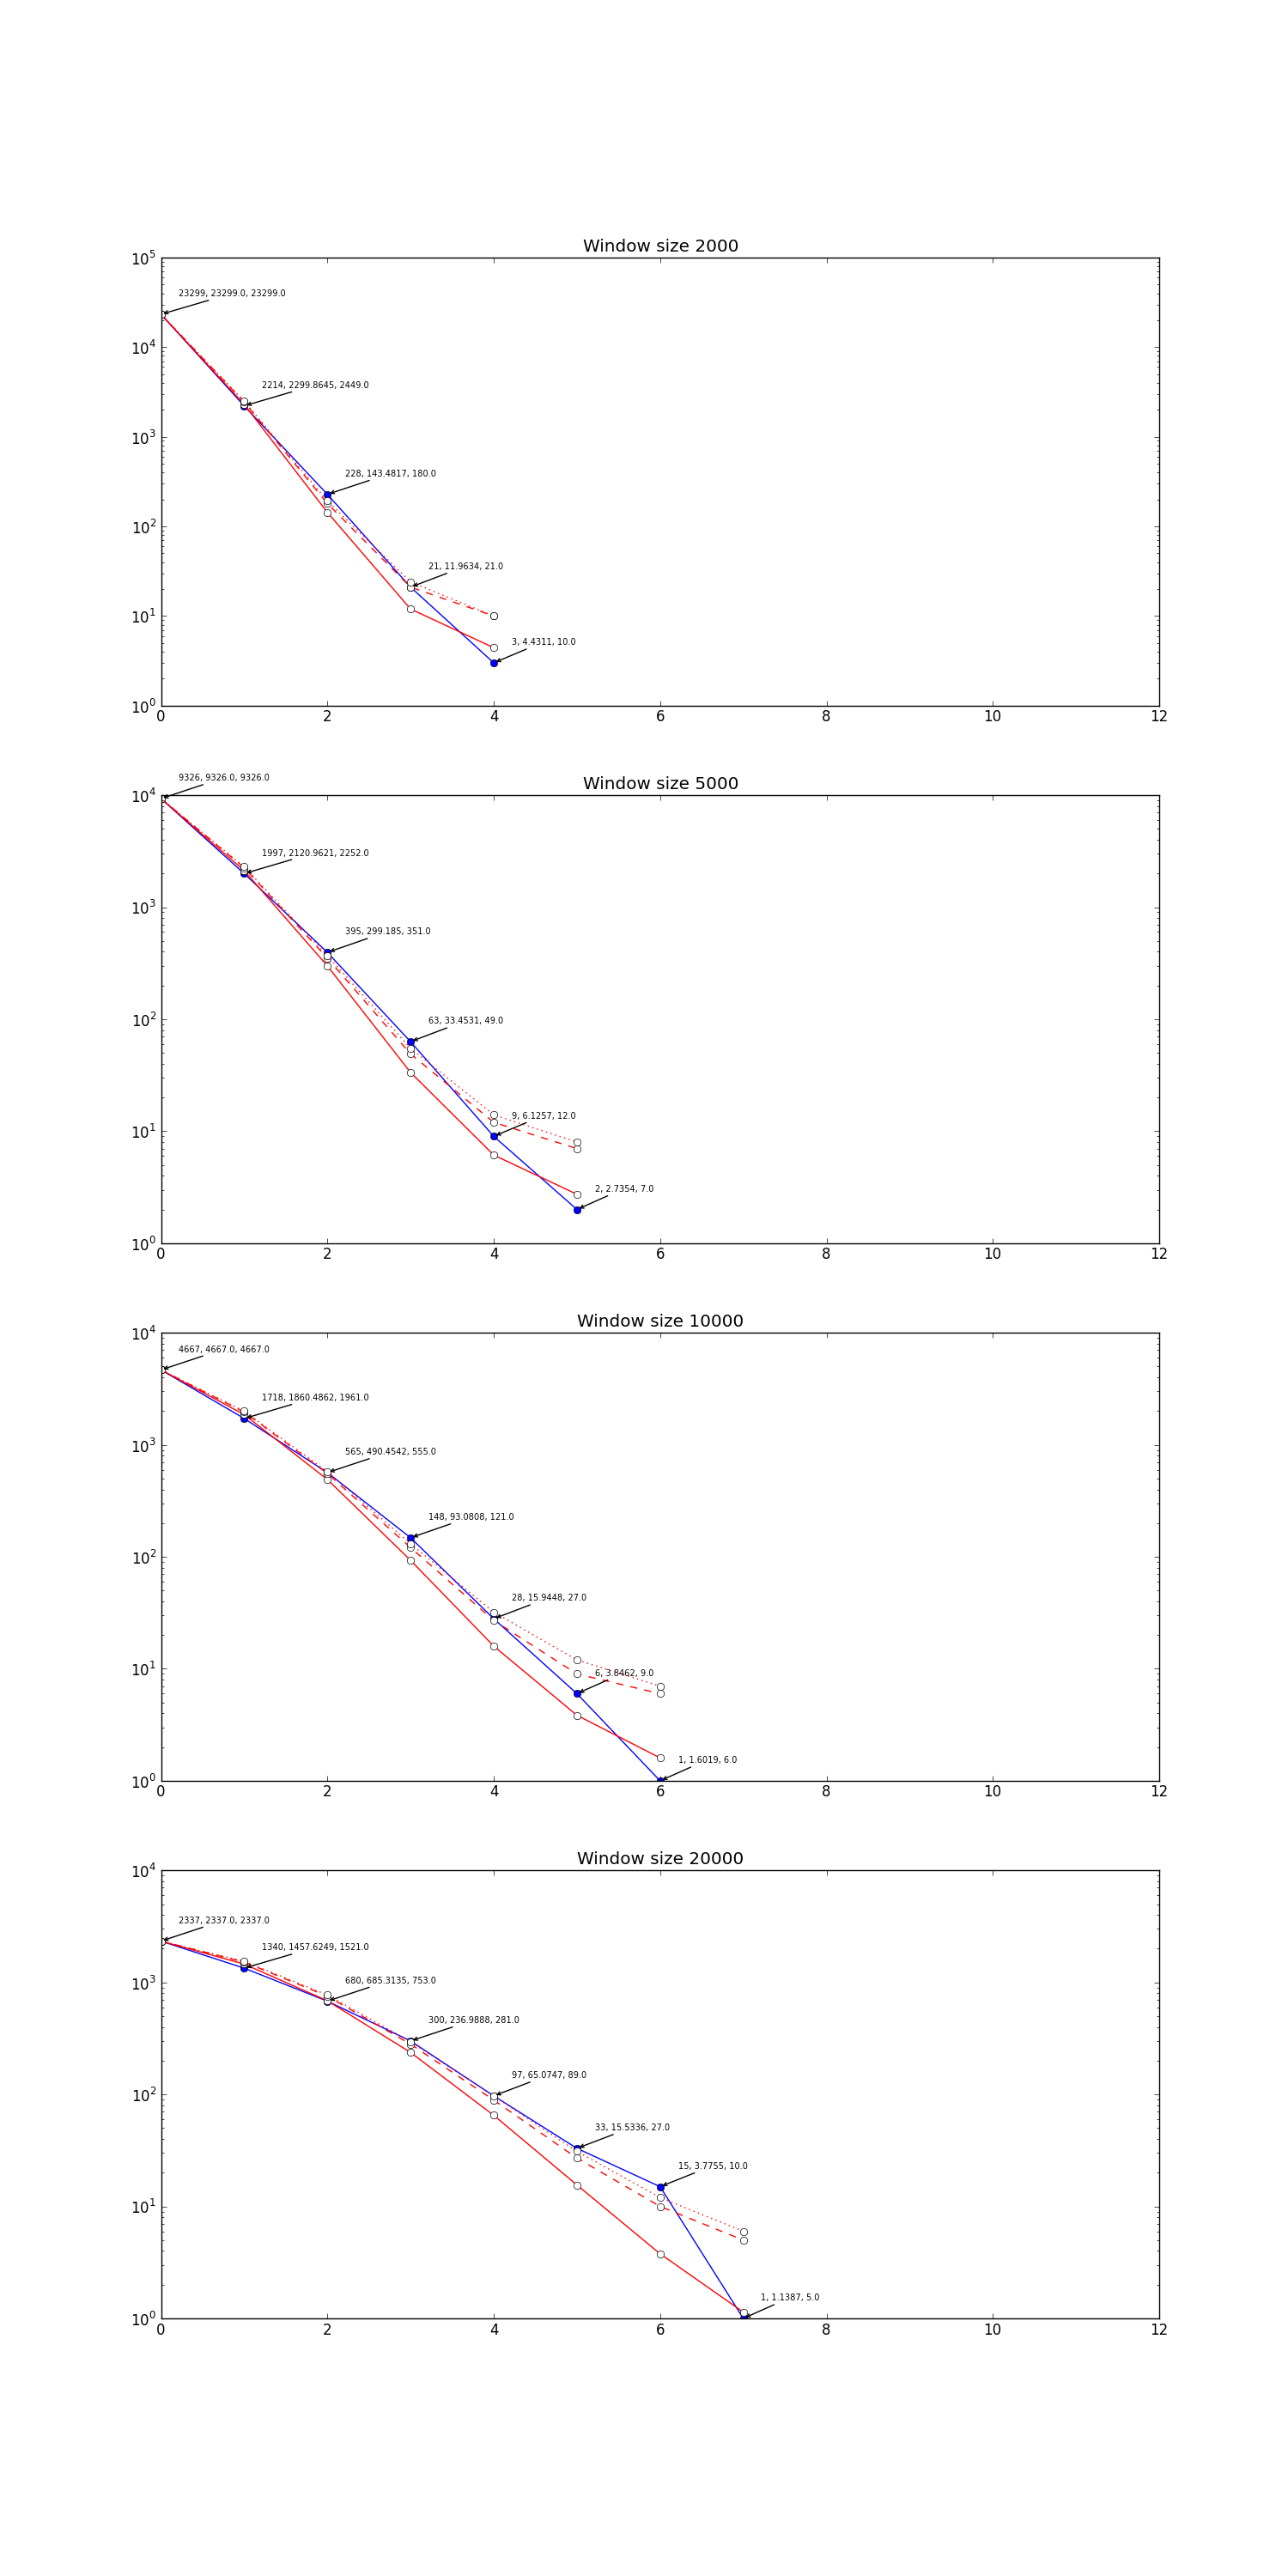 Window size 2000
10^5
23299, 23299.0, 23299.0
10^4
2214, 2299.8645, 2449.0
10^3
228, 143.4817, 180.0
10^2
21, 11.9634, 21.0
10^1
3, 4.4311, 10.0
10^0
0 2 4 6 8 10 12
9326, 9326.0, 9326.0
Window size 5000
10^4
1997, 2120.9621, 2252.0
10^3
395, 299.185, 351.0
10^2
63, 33.4531, 49.0
9, 6.1257, 12.0
10^1
2, 2.7354, 7.0
10^0
0 2 4 6 8 10 12
Window size 10000
10^4
4667, 4667.0, 4667.0
1718, 1860.4862, 1961.0
10^3
565, 490.4542, 555.0
148, 93.0808, 121.0
10^2
28, 15.9448, 27.0
10^1
6, 3.8462, 9.0
1, 1.6019, 6.0
10^0
0 2 4 6 8 10 12
Window size 20000
10^4
2337, 2337.0, 2337.0
1340, 1457.6249, 1521.0
10^3
680, 685.3135, 753.0
300, 236.9888, 281.0
97, 65.0747, 89.0
10^2
33, 15.5336, 27.0
15, 3.7755, 10.0
10^1
1, 1.1387, 5.0
10^0
0 2 4 6 8 10 12